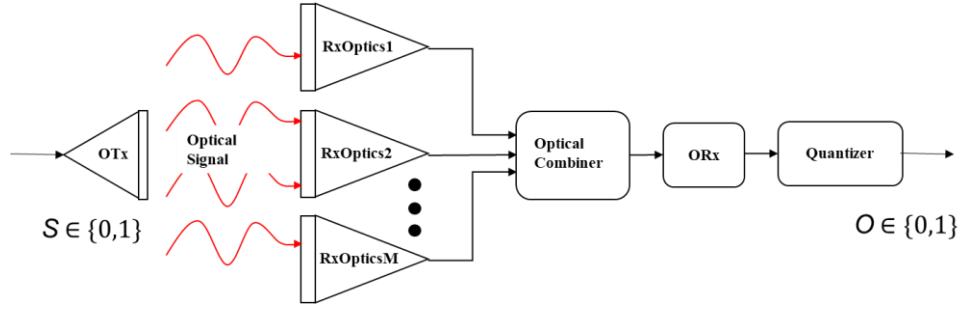 RxOptics1
OTx
Optical
Signal
RxOptics2
Optical
Combiner
ORx
Quantizer
S ∈ {0,1}
O ∈ {0,1}
RxOpticsM